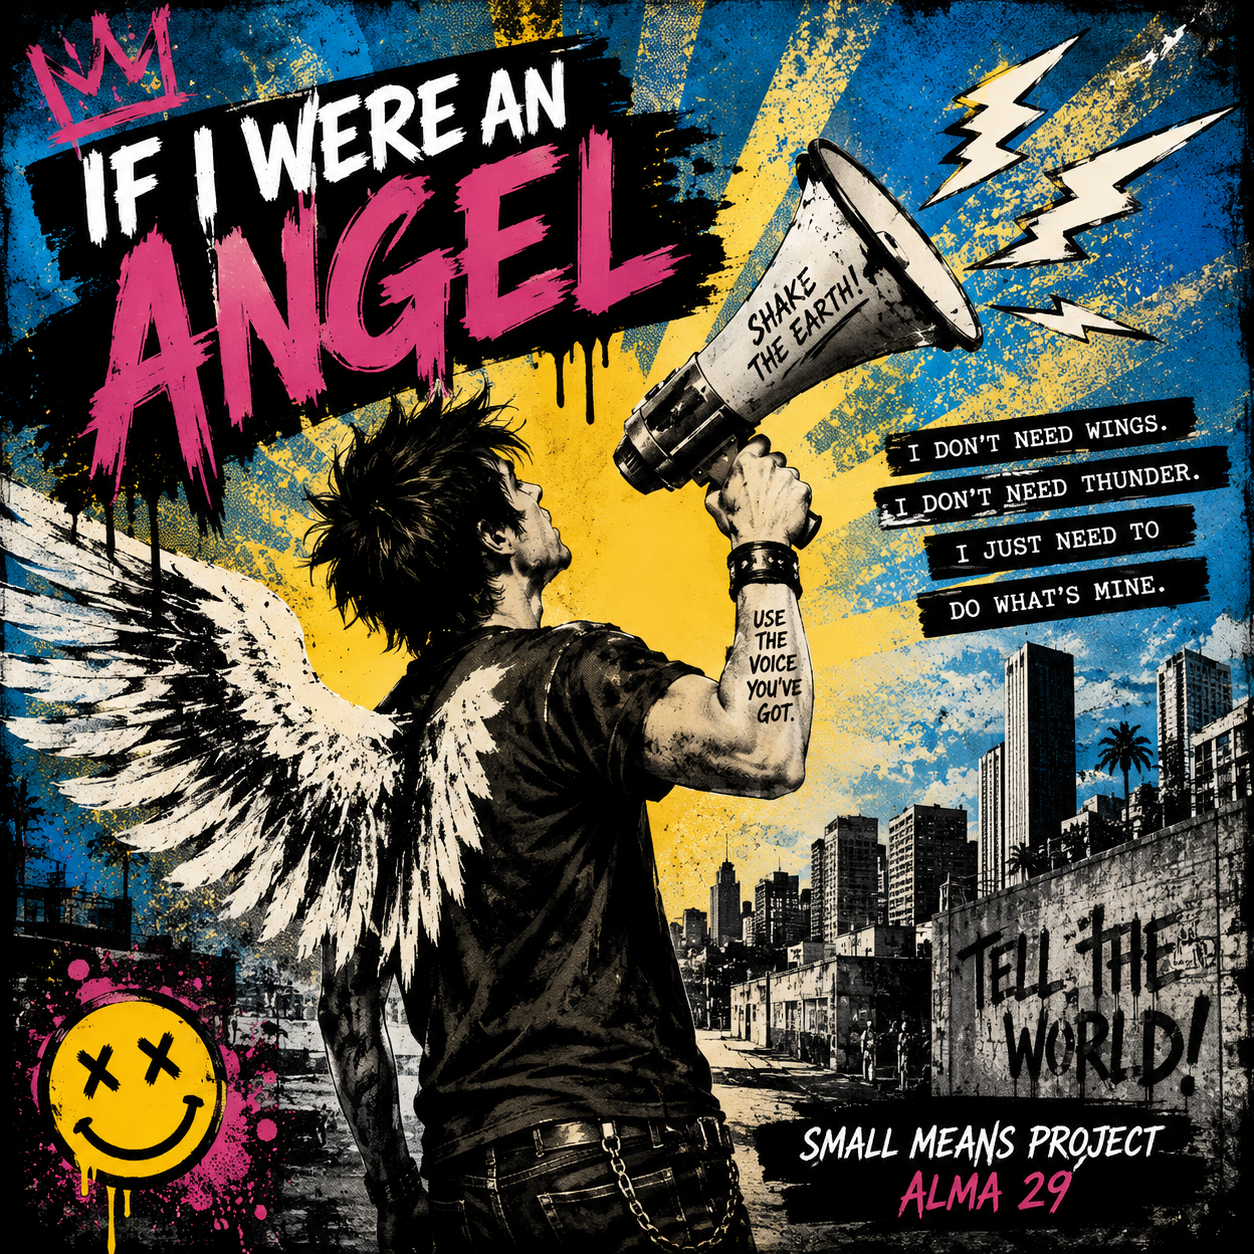 IF I WERE AN
ANGEL
SHAKE
THE EARTH!
I DON'T NEED WINGS.
I DON'T NEED THUNDER.
I JUST NEED TO
DO WHAT'S MINE.
USE
THE
VOICE
YOU'VE
GOT.
TELL THE
WORLD!
SMALL MEANS PROJECT
ALMA 29